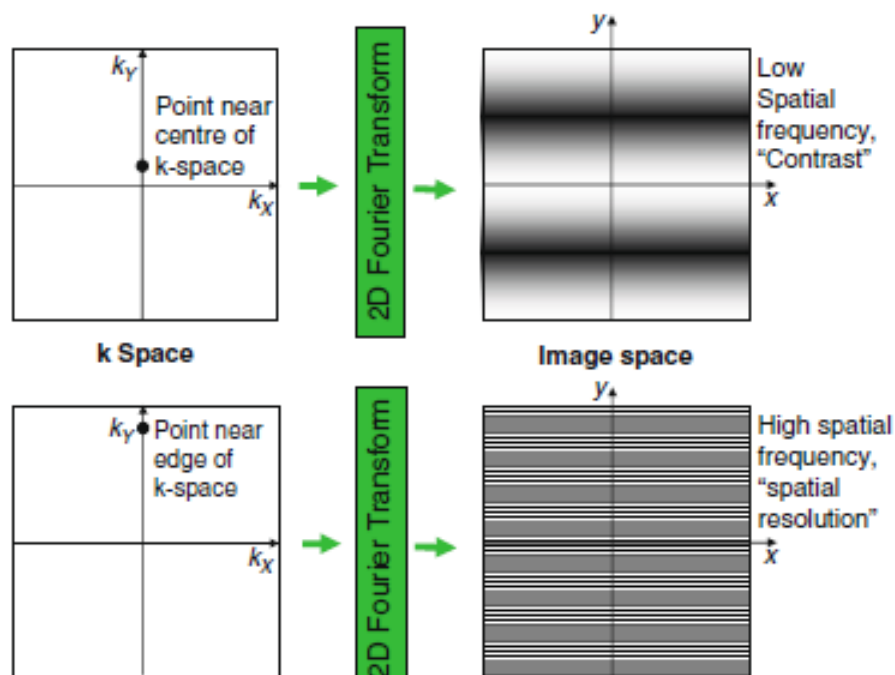 k_Y
Point near
centre of
k-space
k_X
2D Fourier Transform
y
x
Low
Spatial
frequency,
“Contrast”
k Space
Image space
k_Y
Point near
edge of
k-space
k_X
2D Fourier Transform
y
x
High spatial
frequency,
“spatial
resolution”